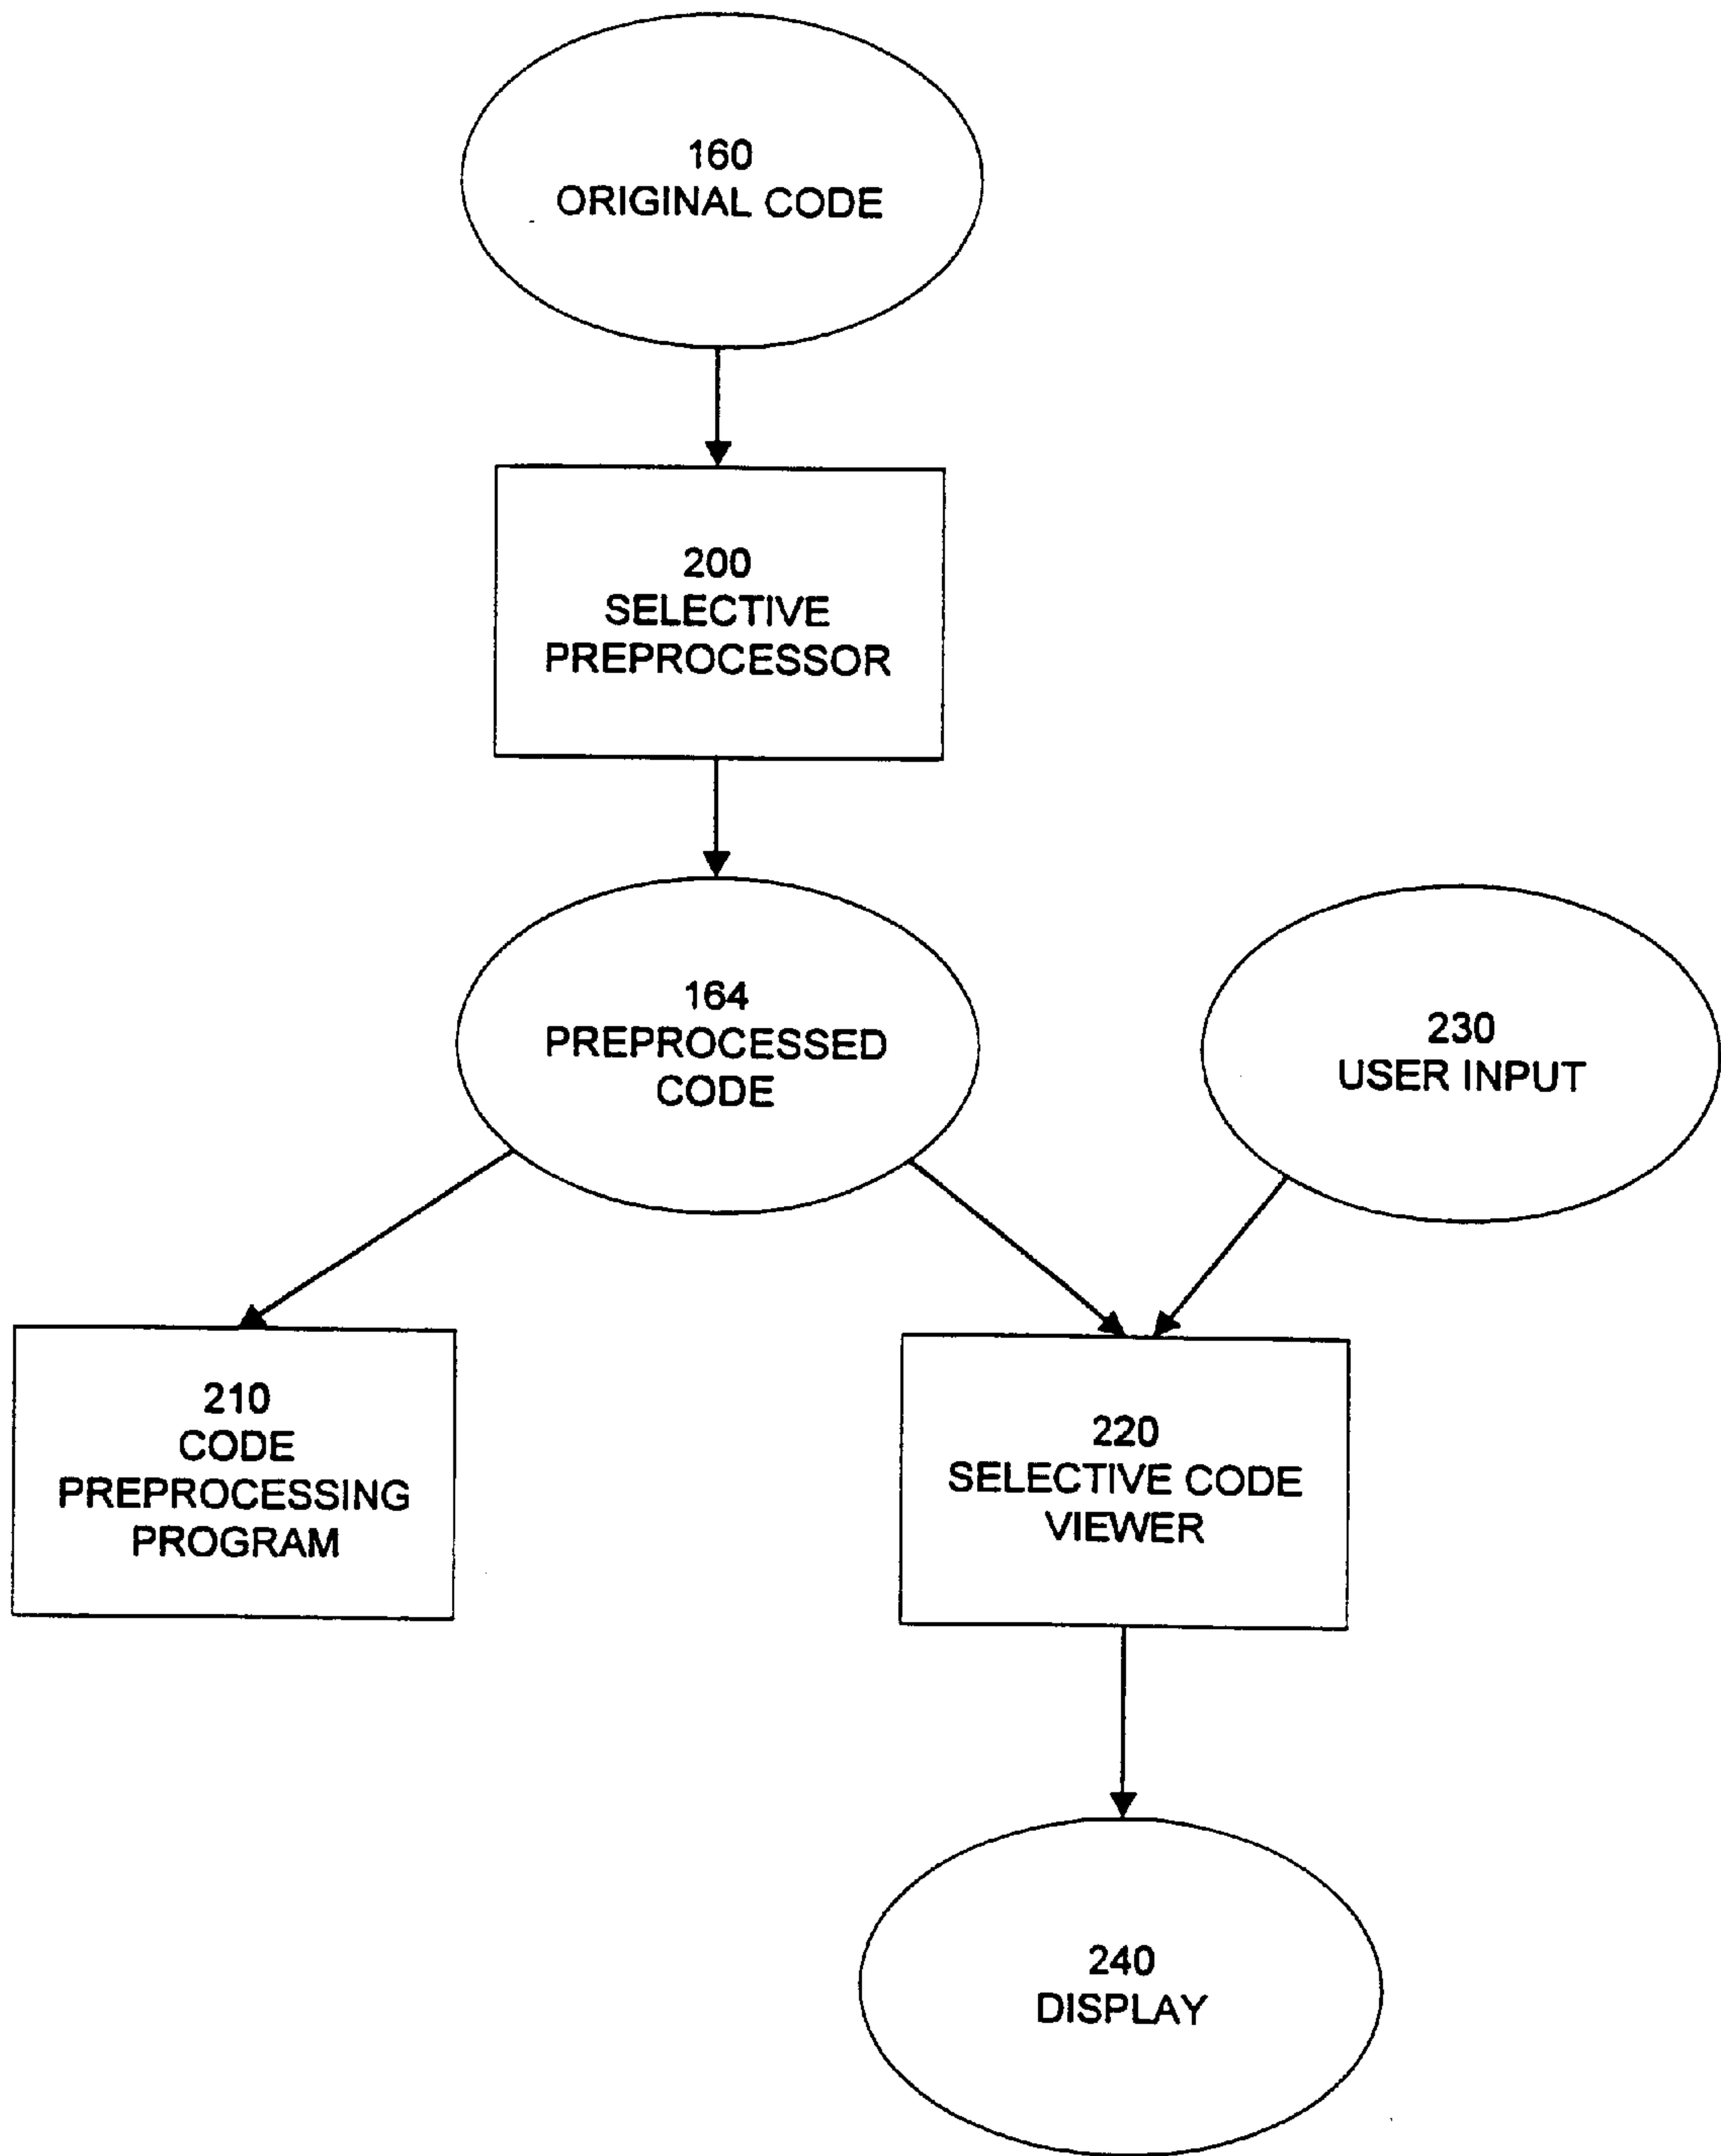 160
ORIGINAL CODE
200
SELECTIVE
PREPROCESSOR
164
PREPROCESSED
CODE
230
USER INPUT
210
CODE
PREPROCESSING
PROGRAM
220
SELECTIVE CODE
VIEWER
240
DISPLAY